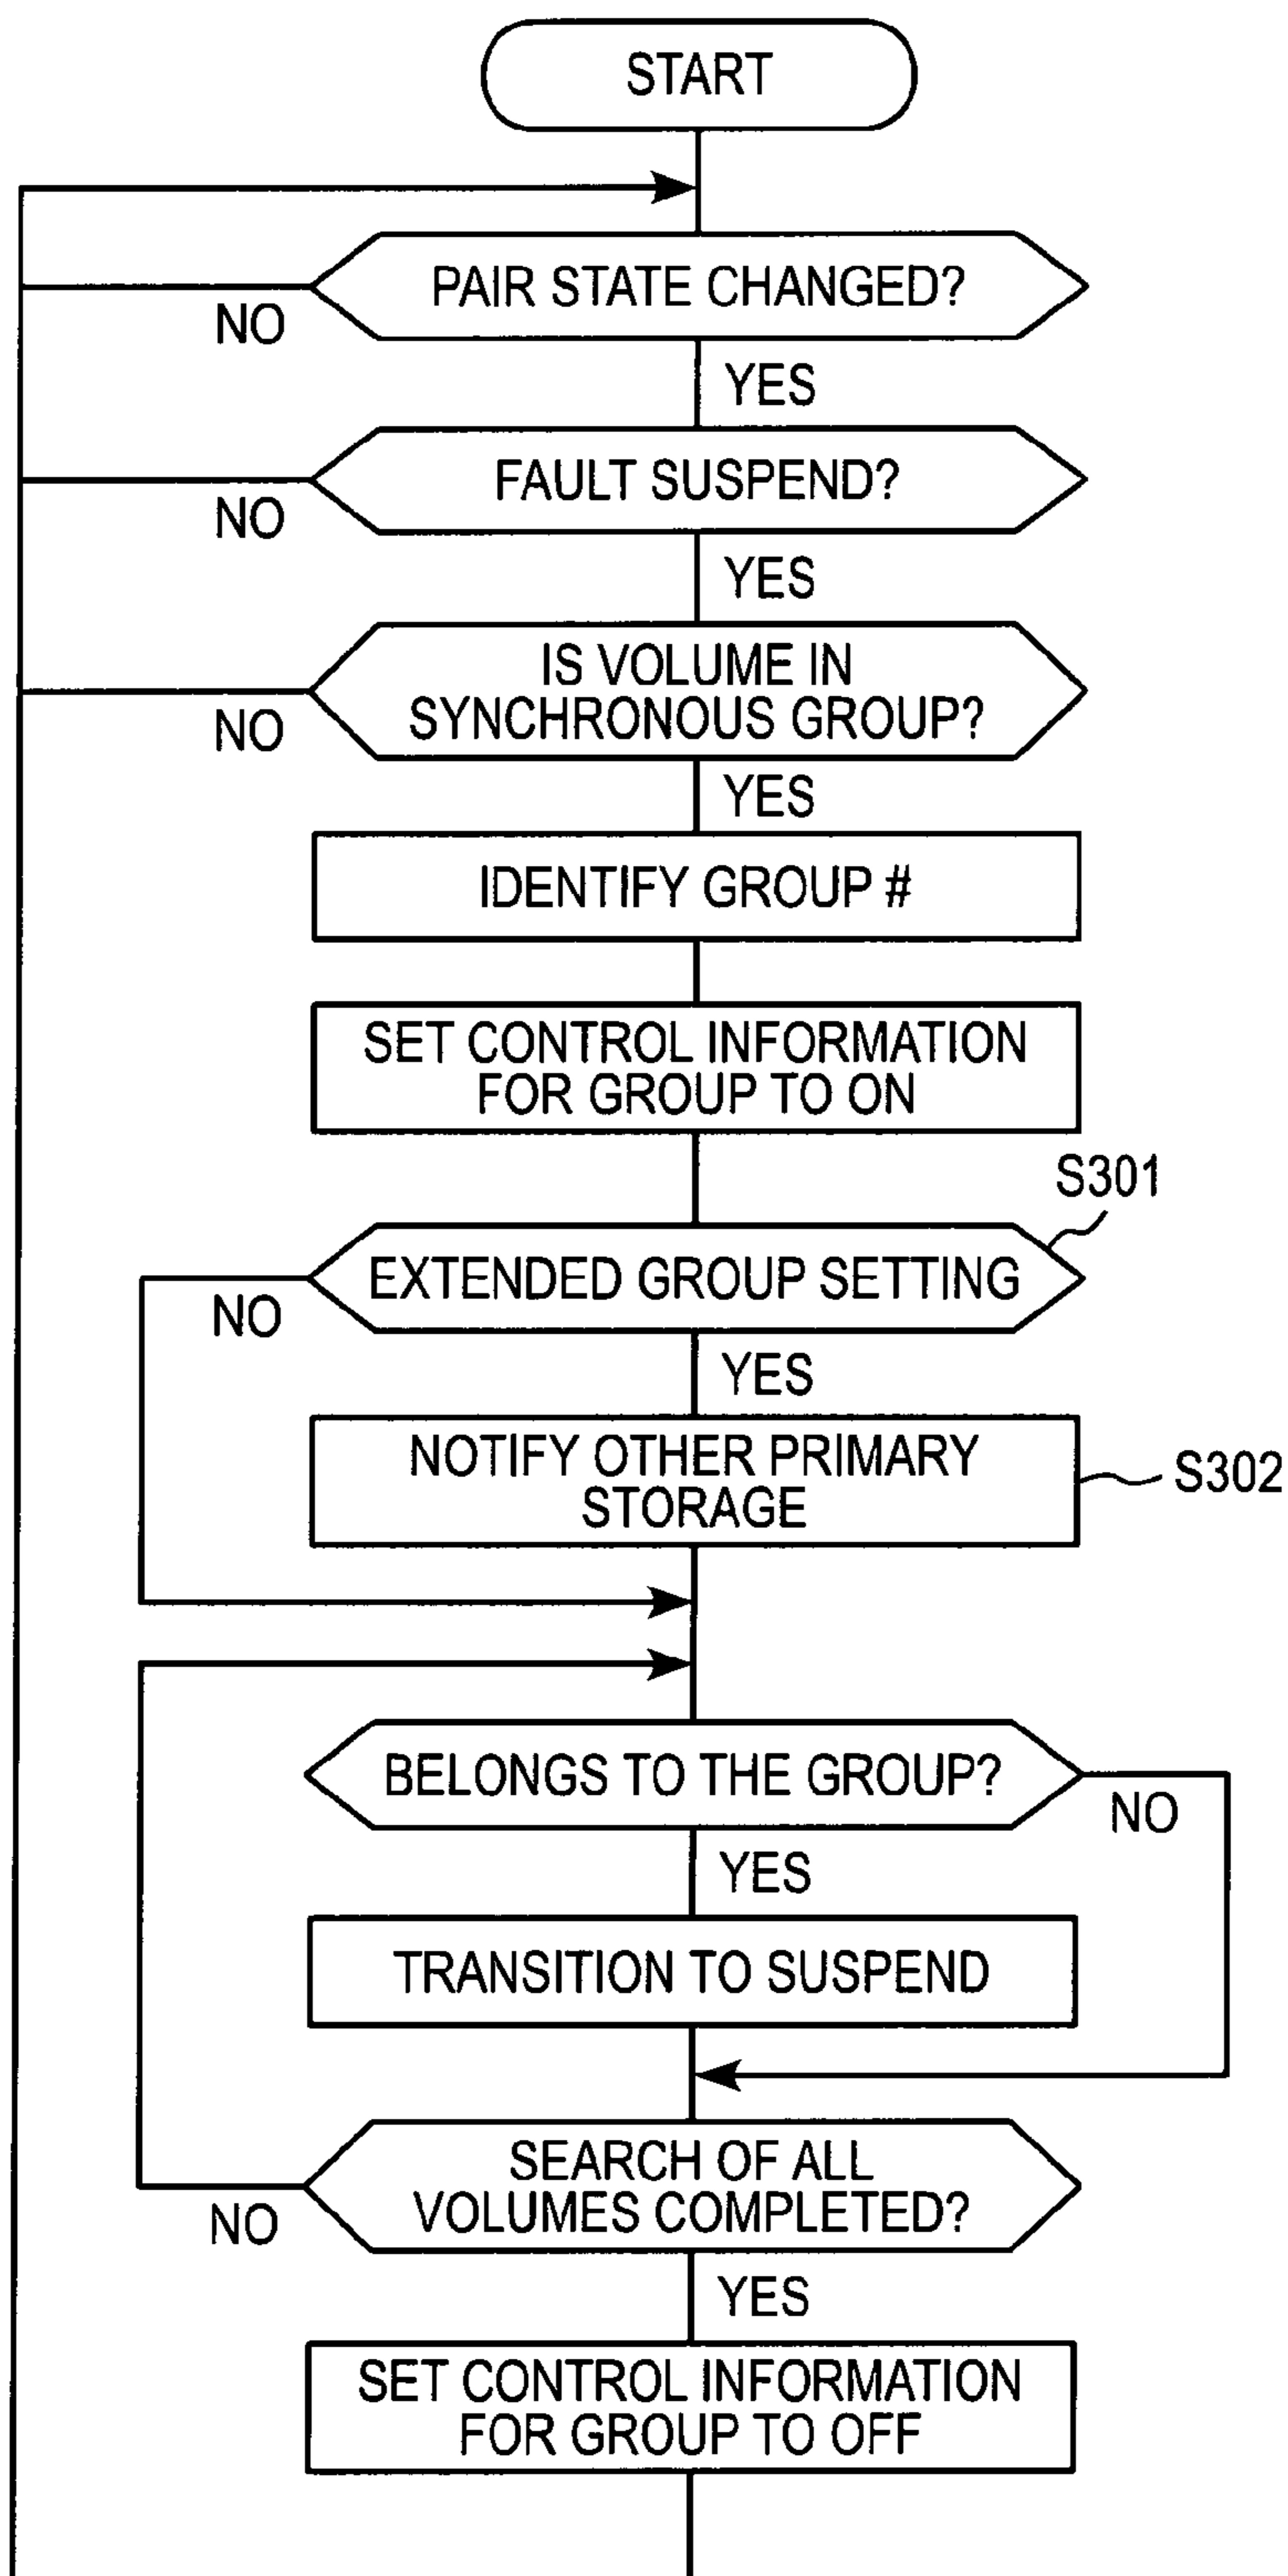 START
PAIR STATE CHANGED?
NO
YES
FAULT SUSPEND?
NO
YES
IS VOLUME IN
SYNCHRONOUS GROUP?
NO
YES
IDENTIFY GROUP #
SET CONTROL INFORMATION
FOR GROUP TO ON
S301
EXTENDED GROUP SETTING
NO
YES
NOTIFY OTHER PRIMARY
STORAGE
S302
BELONGS TO THE GROUP?
NO
YES
TRANSITION TO SUSPEND
SEARCH OF ALL
VOLUMES COMPLETED?
NO
YES
SET CONTROL INFORMATION
FOR GROUP TO OFF